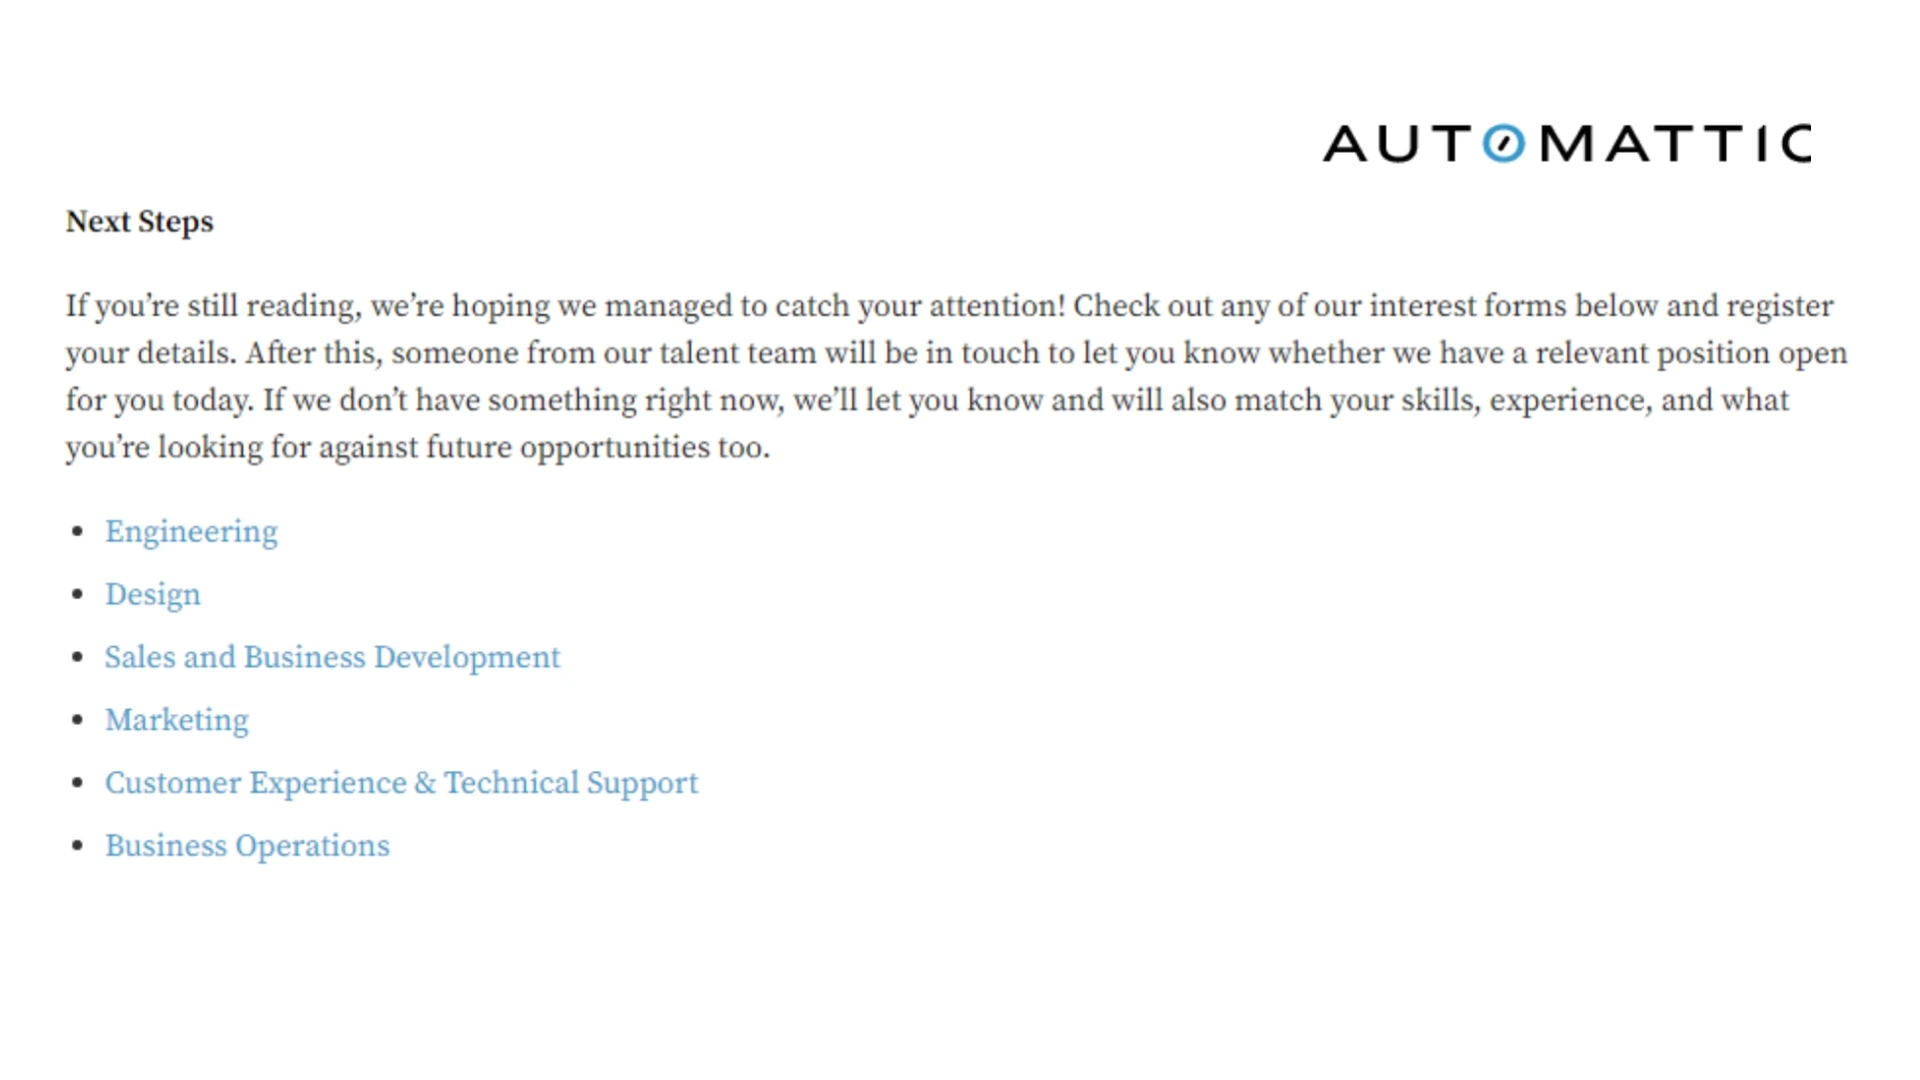 AUTOMATTIC
Next Steps
If you’re still reading, we’re hoping we managed to catch your attention! Check out any of our interest forms below and register
your details. After this, someone from our talent team will be in touch to let you know whether we have a relevant position open
for you today. If we don’t have something right now, we’ll let you know and will also match your skills, experience, and what
you’re looking for against future opportunities too.
• Engineering
• Design
• Sales and Business Development
• Marketing
• Customer Experience & Technical Support
• Business Operations